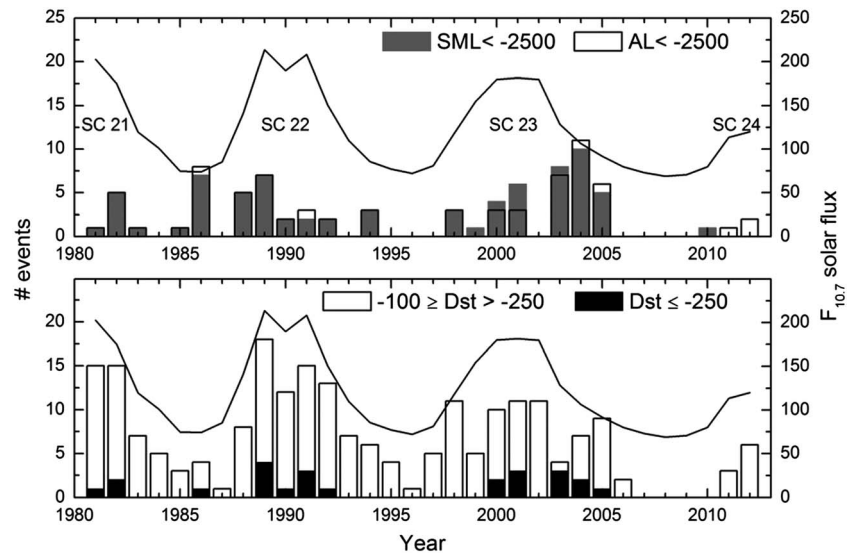 25 250
SML< -2500 AL< -2500
20 200
15 150
SC 21 SC 22 SC 23 SC 24
10 100
5 50
0 0
1980 1985 1990 1995 2000 2005 2010
# events
F10.7 solar flux
-100 ≥ Dst > -250 Dst ≤ -250
20 200
15 150
10 100
5 50
0 0
1980 1985 1990 1995 2000 2005 2010
Year